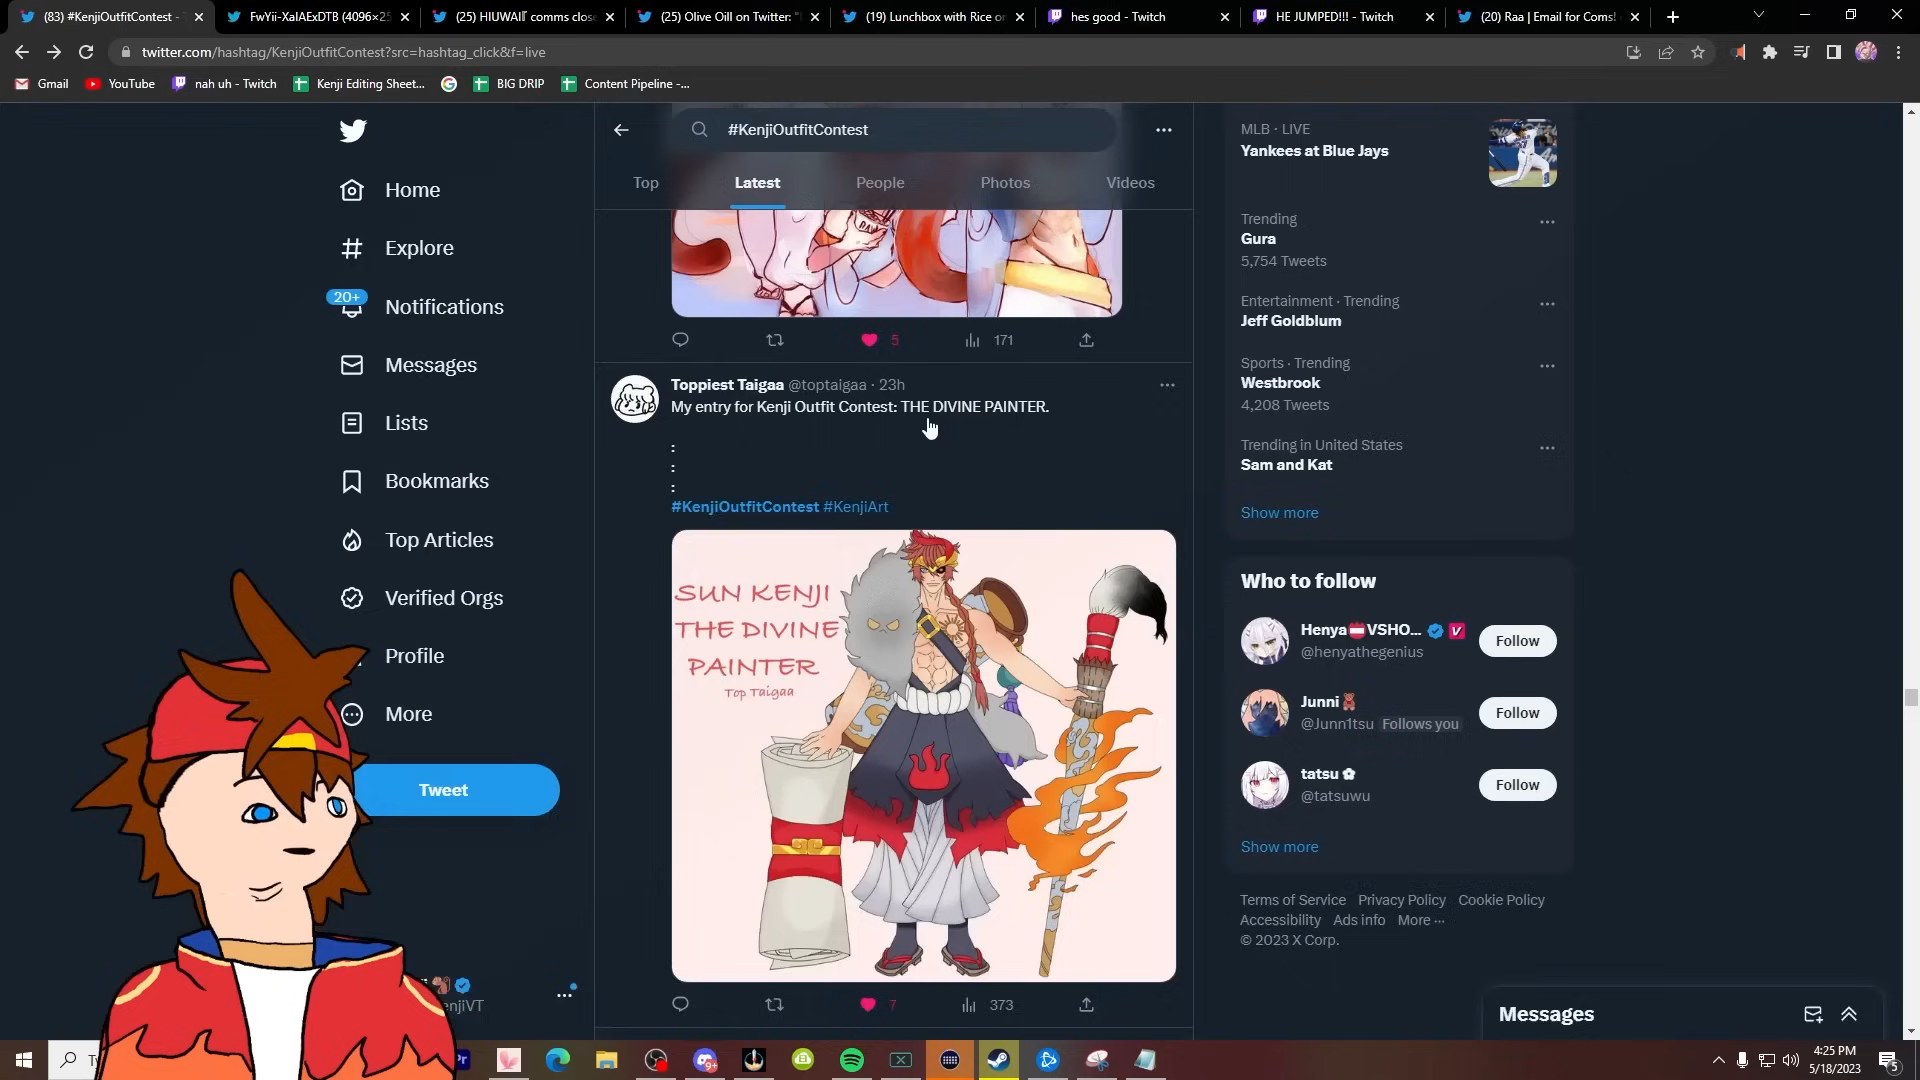 (83) #KenjiOutfitContest -
FwYii-XaIAExDTB (4096×25
(25) Olive Oill on Twitter: "
(19) Lunchbox with Rice or
hes good - Twitch
HE JUMPED!!! - Twitch
(20) Raa | Email for Coms!
twitter.com/hashtag/KenjiOutfitContest?src=hashtag_click&f=live
Gmail
YouTube
nah uh - Twitch
Kenji Editing Sheet...
BIG DRIP
Content Pipeline -...
#KenjiOutfitContest
Top
Latest
People
Photos
Videos
Home
Explore
20+
Notifications
Messages
Lists
Bookmarks
Top Articles
Verified Orgs
Profile
More
Tweet
enjiVT
5
171
Toppiest Taigaa @toptaigaa · 23h
My entry for Kenji Outfit Contest: THE DIVINE PAINTER.
:
:
:
#KenjiOutfitContest #KenjiArt
SUN KENJI
THE DIVINE
PAINTER
Top Taigaa
7
373
MLB · LIVE
Yankees at Blue Jays
Trending
Gura
5,754 Tweets
Entertainment · Trending
Jeff Goldblum
Sports · Trending
Westbrook
4,208 Tweets
Trending in United States
Sam and Kat
Show more
Who to follow
Henya VSHO...
@henyathegenius
Follow
Junni
@Junn1tsu Follows you
Follow
tatsu
@tatsuwu
Follow
Show more
Terms of Service Privacy Policy Cookie Policy
Accessibility Ads info More ···
© 2023 X Corp.
Messages
4:25 PM
5/18/2023
5